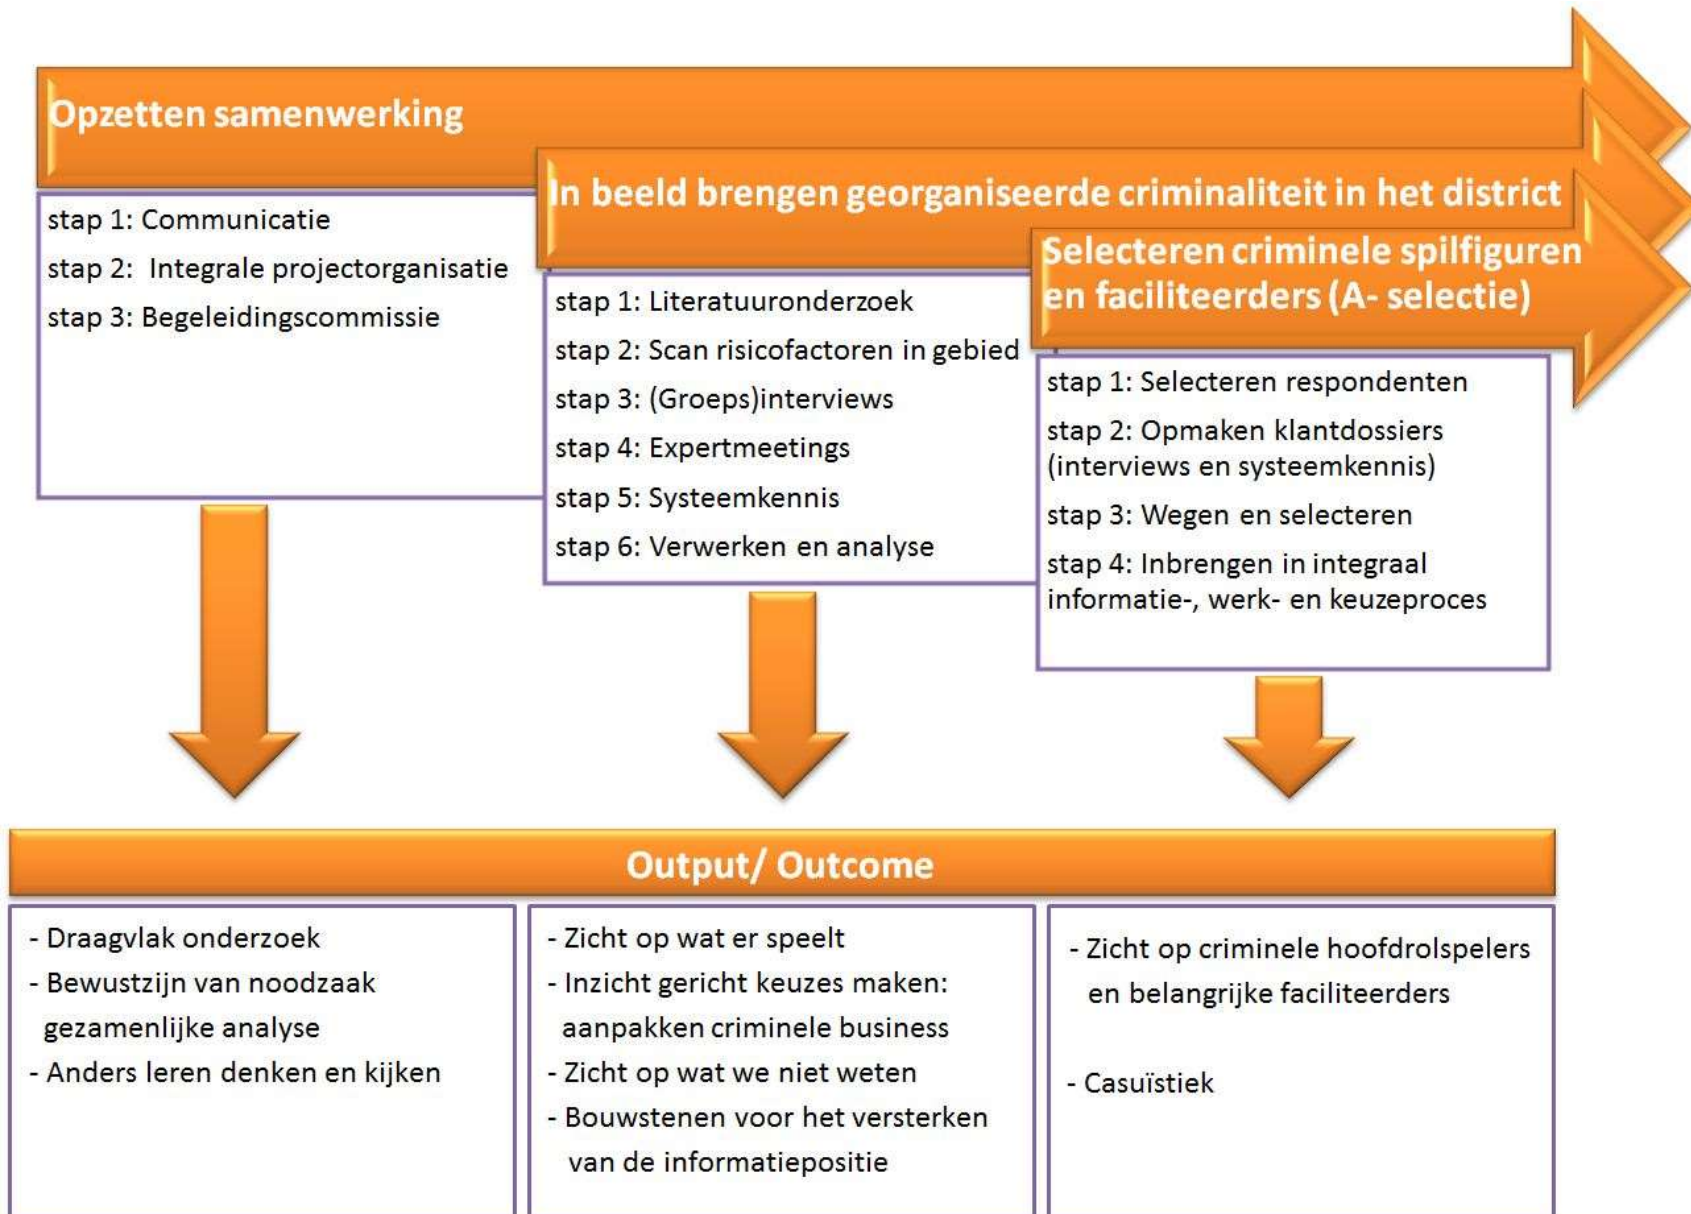 Opzetten samenwerking
stap 1: Communicatie
stap 2: Integrale projectorganisatie
stap 3: Begeleidingscommissie
In beeld brengen georganiseerde criminaliteit in het district
stap 1: Literatuuronderzoek
stap 2: Scan risicofactoren in gebied
stap 3: (Groeps)interviews
stap 4: Expertmeetings
stap 5: Systeemkennis
stap 6: Verwerken en analyse
Selecteren criminele spilfiguren
en faciliteerders (A- selectie)
stap 1: Selecteren respondenten
stap 2: Opmaken klantdossiers
(interviews en systeemkennis)
stap 3: Wegen en selecteren
stap 4: Inbrengen in integraal
informatie-, werk- en keuzeproces
Output/ Outcome
- Draagvlak onderzoek
- Bewustzijn van noodzaak
gezamenlijke analyse
- Anders leren denken en kijken
- Zicht op wat er speelt
- Inzicht gericht keuzes maken:
aanpakken criminele business
- Zicht op wat we niet weten
- Bouwstenen voor het versterken
van de informatiepositie
- Zicht op criminele hoofdrolspelers
en belangrijke faciliteerders
- Casuïstiek